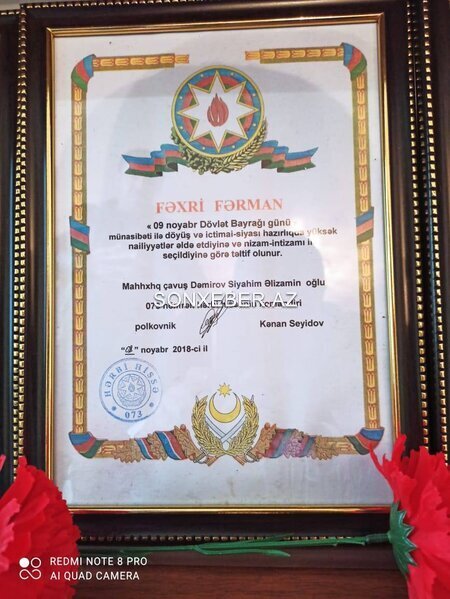 FƏXRİ FƏRMAN
« 09 noyabr Dövlət Bayrağı günü
münasibəti ilə döyüş və ictimai-siyasi hazırlıqda yüksək
nailiyyətlər əldə etdiyinə və nizam-intizamı ilə
seçildiyinə görə təltif olunur.
Mahhxhq çavuş Dəmirov Siyahim Əlizamin oğlu
SONXEBER.AZ
073
polkovnik Kənan Seyidov
noyabr 2018-ci il
HƏRBİ HİSSƏ
073
REDMI NOTE 8 PRO
AI QUAD CAMERA